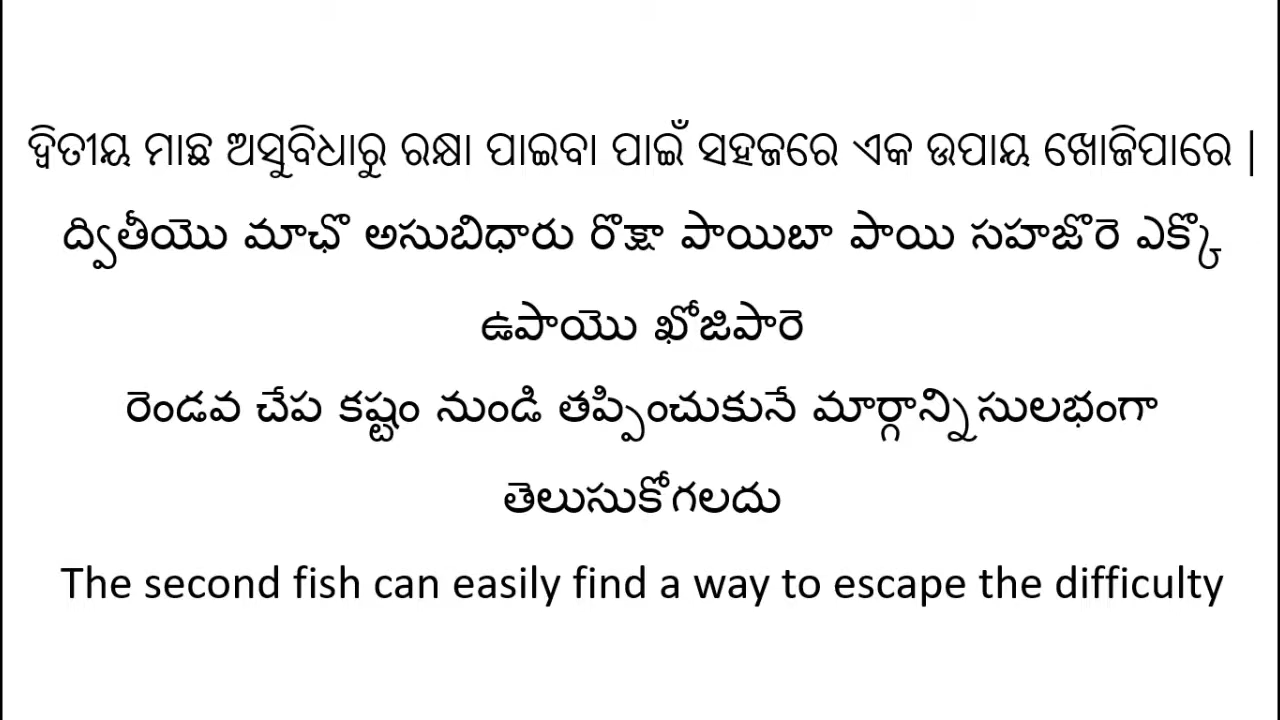 ଦ୍ଵିତୀୟ ମାଛ ଅସୁବିଧାରୁ ରକ୍ଷା ପାଇବା ପାଇଁ ସହଜରେ ଏକ ଉପାୟ ଖୋଜିପାରେ |
ద్వితీయొ మాఛొ అసుబిధారు రొక్షా పాయిబా పాయి సహజొరె ఎక్కొ
ఉపాయొ ఖోజిపారె
రెండవ చేప కష్టం నుండి తప్పించుకునే మార్గాన్నిసులభంగా
తెలుసుకోగలదు
The second fish can easily find a way to escape the difficulty